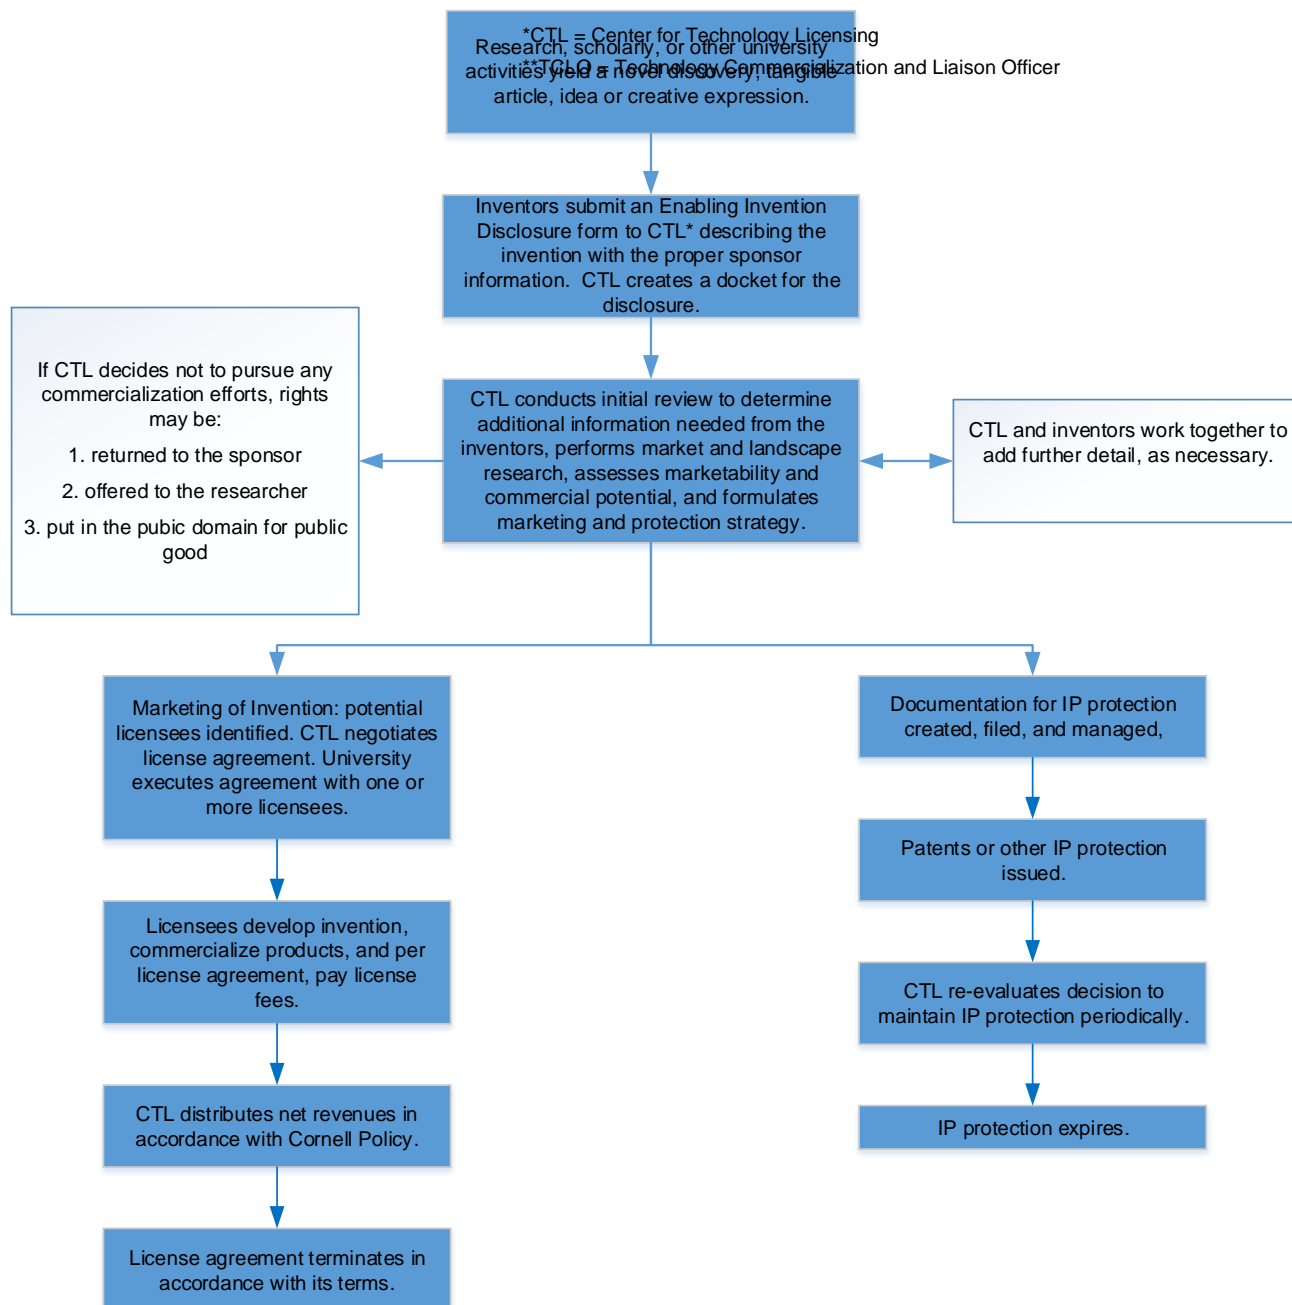 *CTL = Center for Technology Licensing
**TCLO = Technology Commercialization and Liaison Officer
Research, scholarly, or other university
activities yield a novel discovery, tangible
article, idea or creative expression.
Inventors submit an Enabling Invention
Disclosure form to CTL* describing the
invention with the proper sponsor
information.  CTL creates a docket for the
disclosure.
If CTL decides not to pursue any
commercialization efforts, rights
may be:
1. returned to the sponsor
2. offered to the researcher
3. put in the pubic domain for public
good
CTL conducts initial review to determine
additional information needed from the
inventors, performs market and landscape
research, assesses marketability and
commercial potential, and formulates
marketing and protection strategy.
CTL and inventors work together to
add further detail, as necessary.
Marketing of Invention: potential
licensees identified. CTL negotiates
license agreement. University
executes agreement with one or
more licensees.
Licensees develop invention,
commercialize products, and per
license agreement, pay license
fees.
CTL distributes net revenues in
accordance with Cornell Policy.
License agreement terminates in
accordance with its terms.
Documentation for IP protection
created, filed, and managed,
Patents or other IP protection
issued.
CTL re-evaluates decision to
maintain IP protection periodically.
IP protection expires.